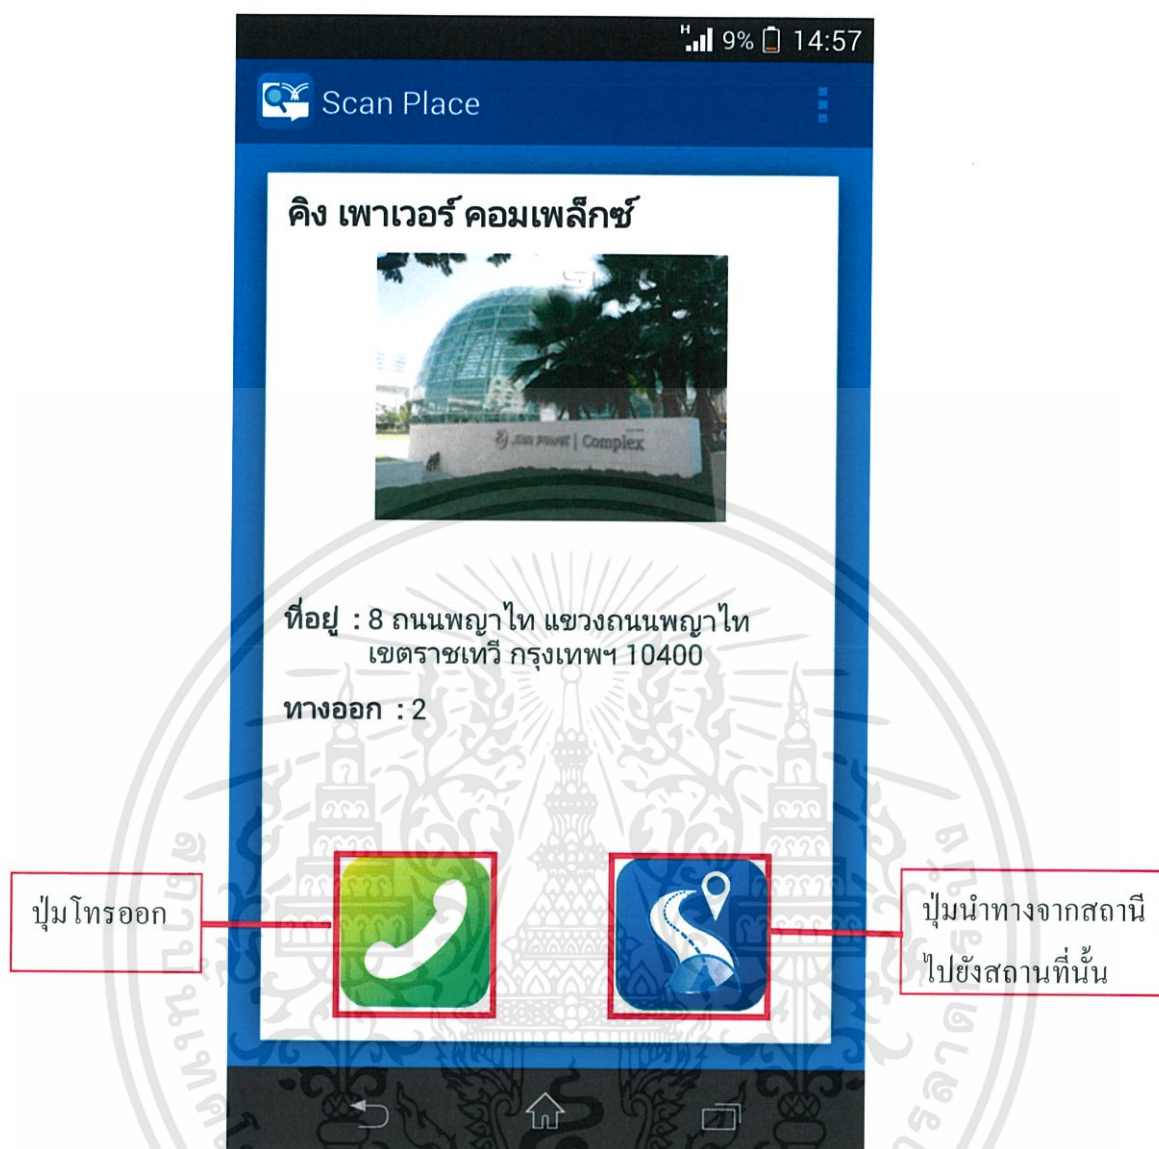 H 9% 14:57
Scan Place
คิง เพาเวอร์ คอมเพล็กซ์
Complex
ที่อยู่ : 8 ถนนพญาไท แขวงถนนพญาไท
เขตราชเทวี กรุงเทพฯ 10400
ทางออก : 2
ปุ่มโทรออก
ปุ่มนำทางจากสถานี
ไปยังสถานที่นั้น